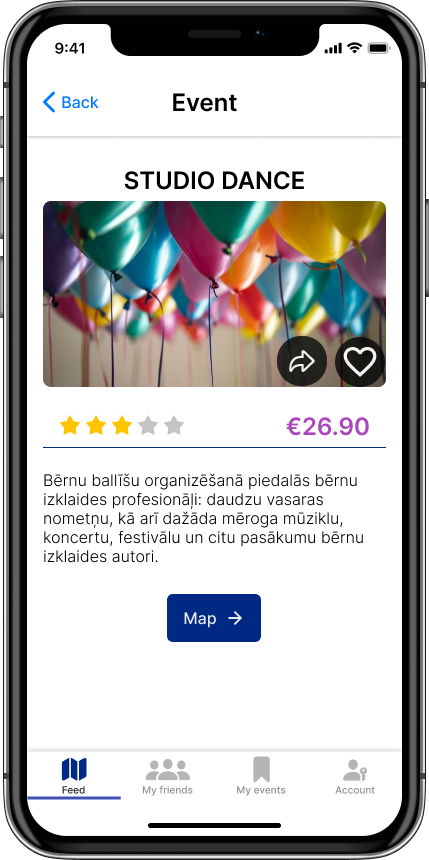 9:41
Back
Event
STUDIO DANCE
€26.90
Bērnu ballīšu organizēšanā piedalās bērnu
izklaides profesionāļi: daudzu vasaras
nometņu, kā arī dažāda mēroga mūziklu,
koncertu, festivālu un citu pasākumu bērnu
izklaides autori.
Map
Feed
My friends
My events
Account